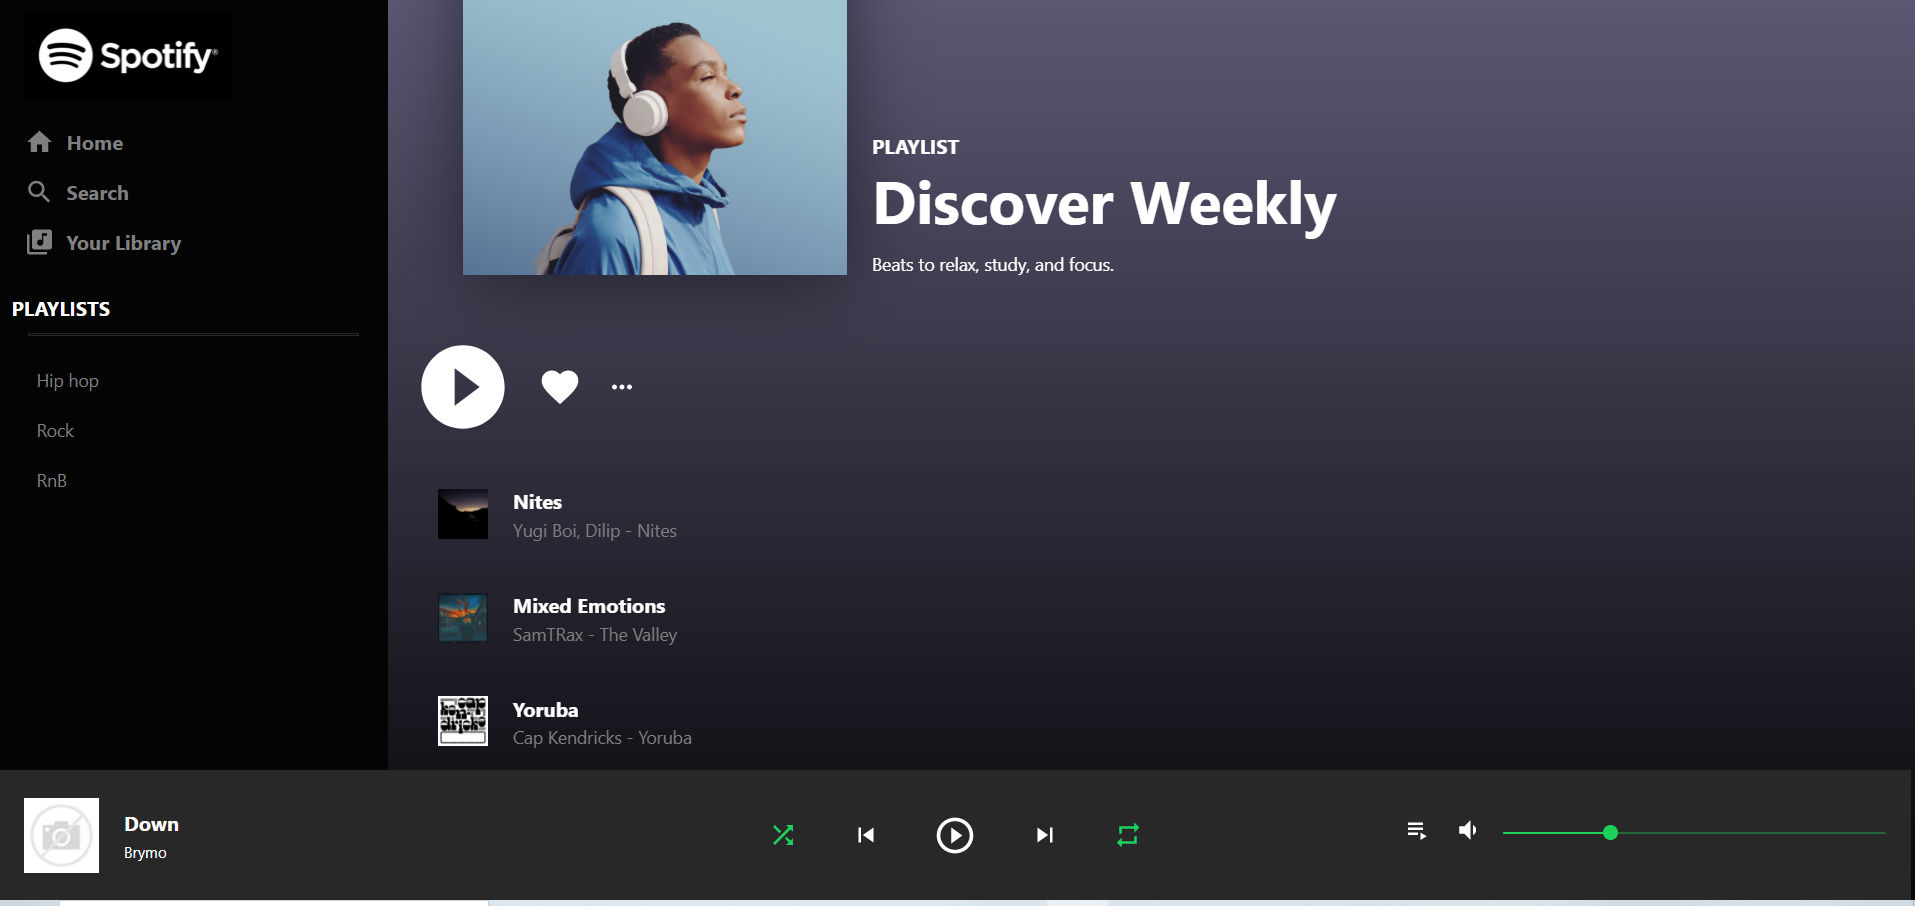 Spotify®
Home
Search
Your Library
PLAYLISTS
Hip hop
Rock
RnB
PLAYLIST
Discover Weekly
Beats to relax, study, and focus.
Nites
Yugi Boi, Dilip - Nites
Mixed Emotions
SamTRax - The Valley
Yoruba
Cap Kendricks - Yoruba
Down
Brymo